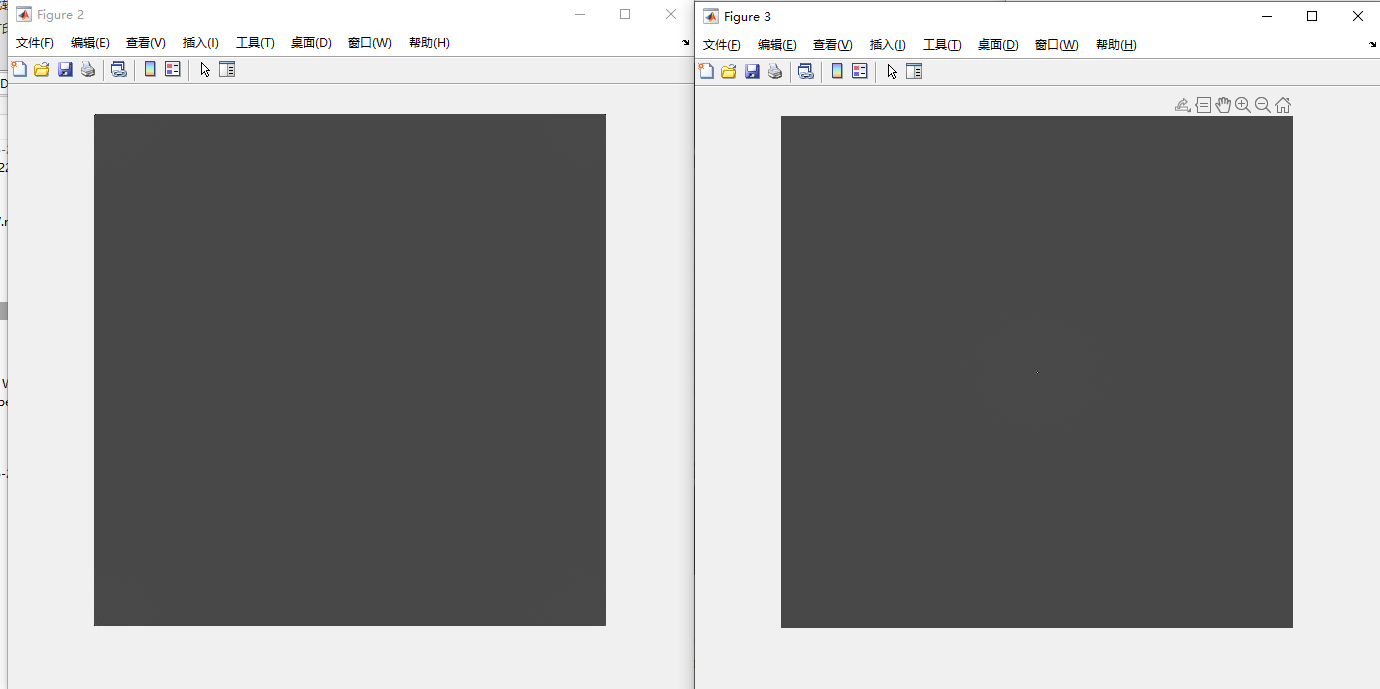 Figure 2
文件(F) 编辑(E) 查看(V) 插入(I) 工具(T) 桌面(D) 窗口(W) 帮助(H)
Figure 3
文件(F) 编辑(E) 查看(V) 插入(I) 工具(T) 桌面(D) 窗口(W) 帮助(H)